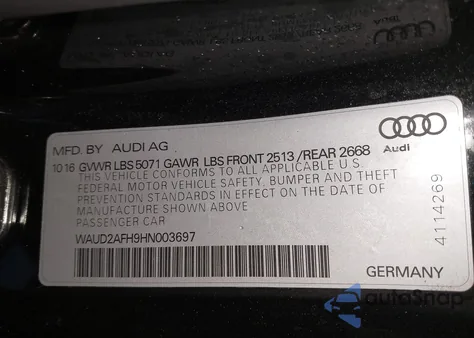 MFD. BY AUDI AG
Audi
10 16 GVWR LBS 5071 GAWR LBS FRONT 2513 /REAR 2668
THIS VEHICLE CONFORMS TO ALL APPLICABLE U.S
FEDERAL MOTOR VEHICLE SAFETY, BUMPER AND THEFT
PREVENTION STANDARDS IN EFFECT ON THE DATE OF
MANUFACTURE SHOWN ABOVE
PASSENGER CAR
WAUD2AFH9HN003697
4114269
GERMANY
autoSnap